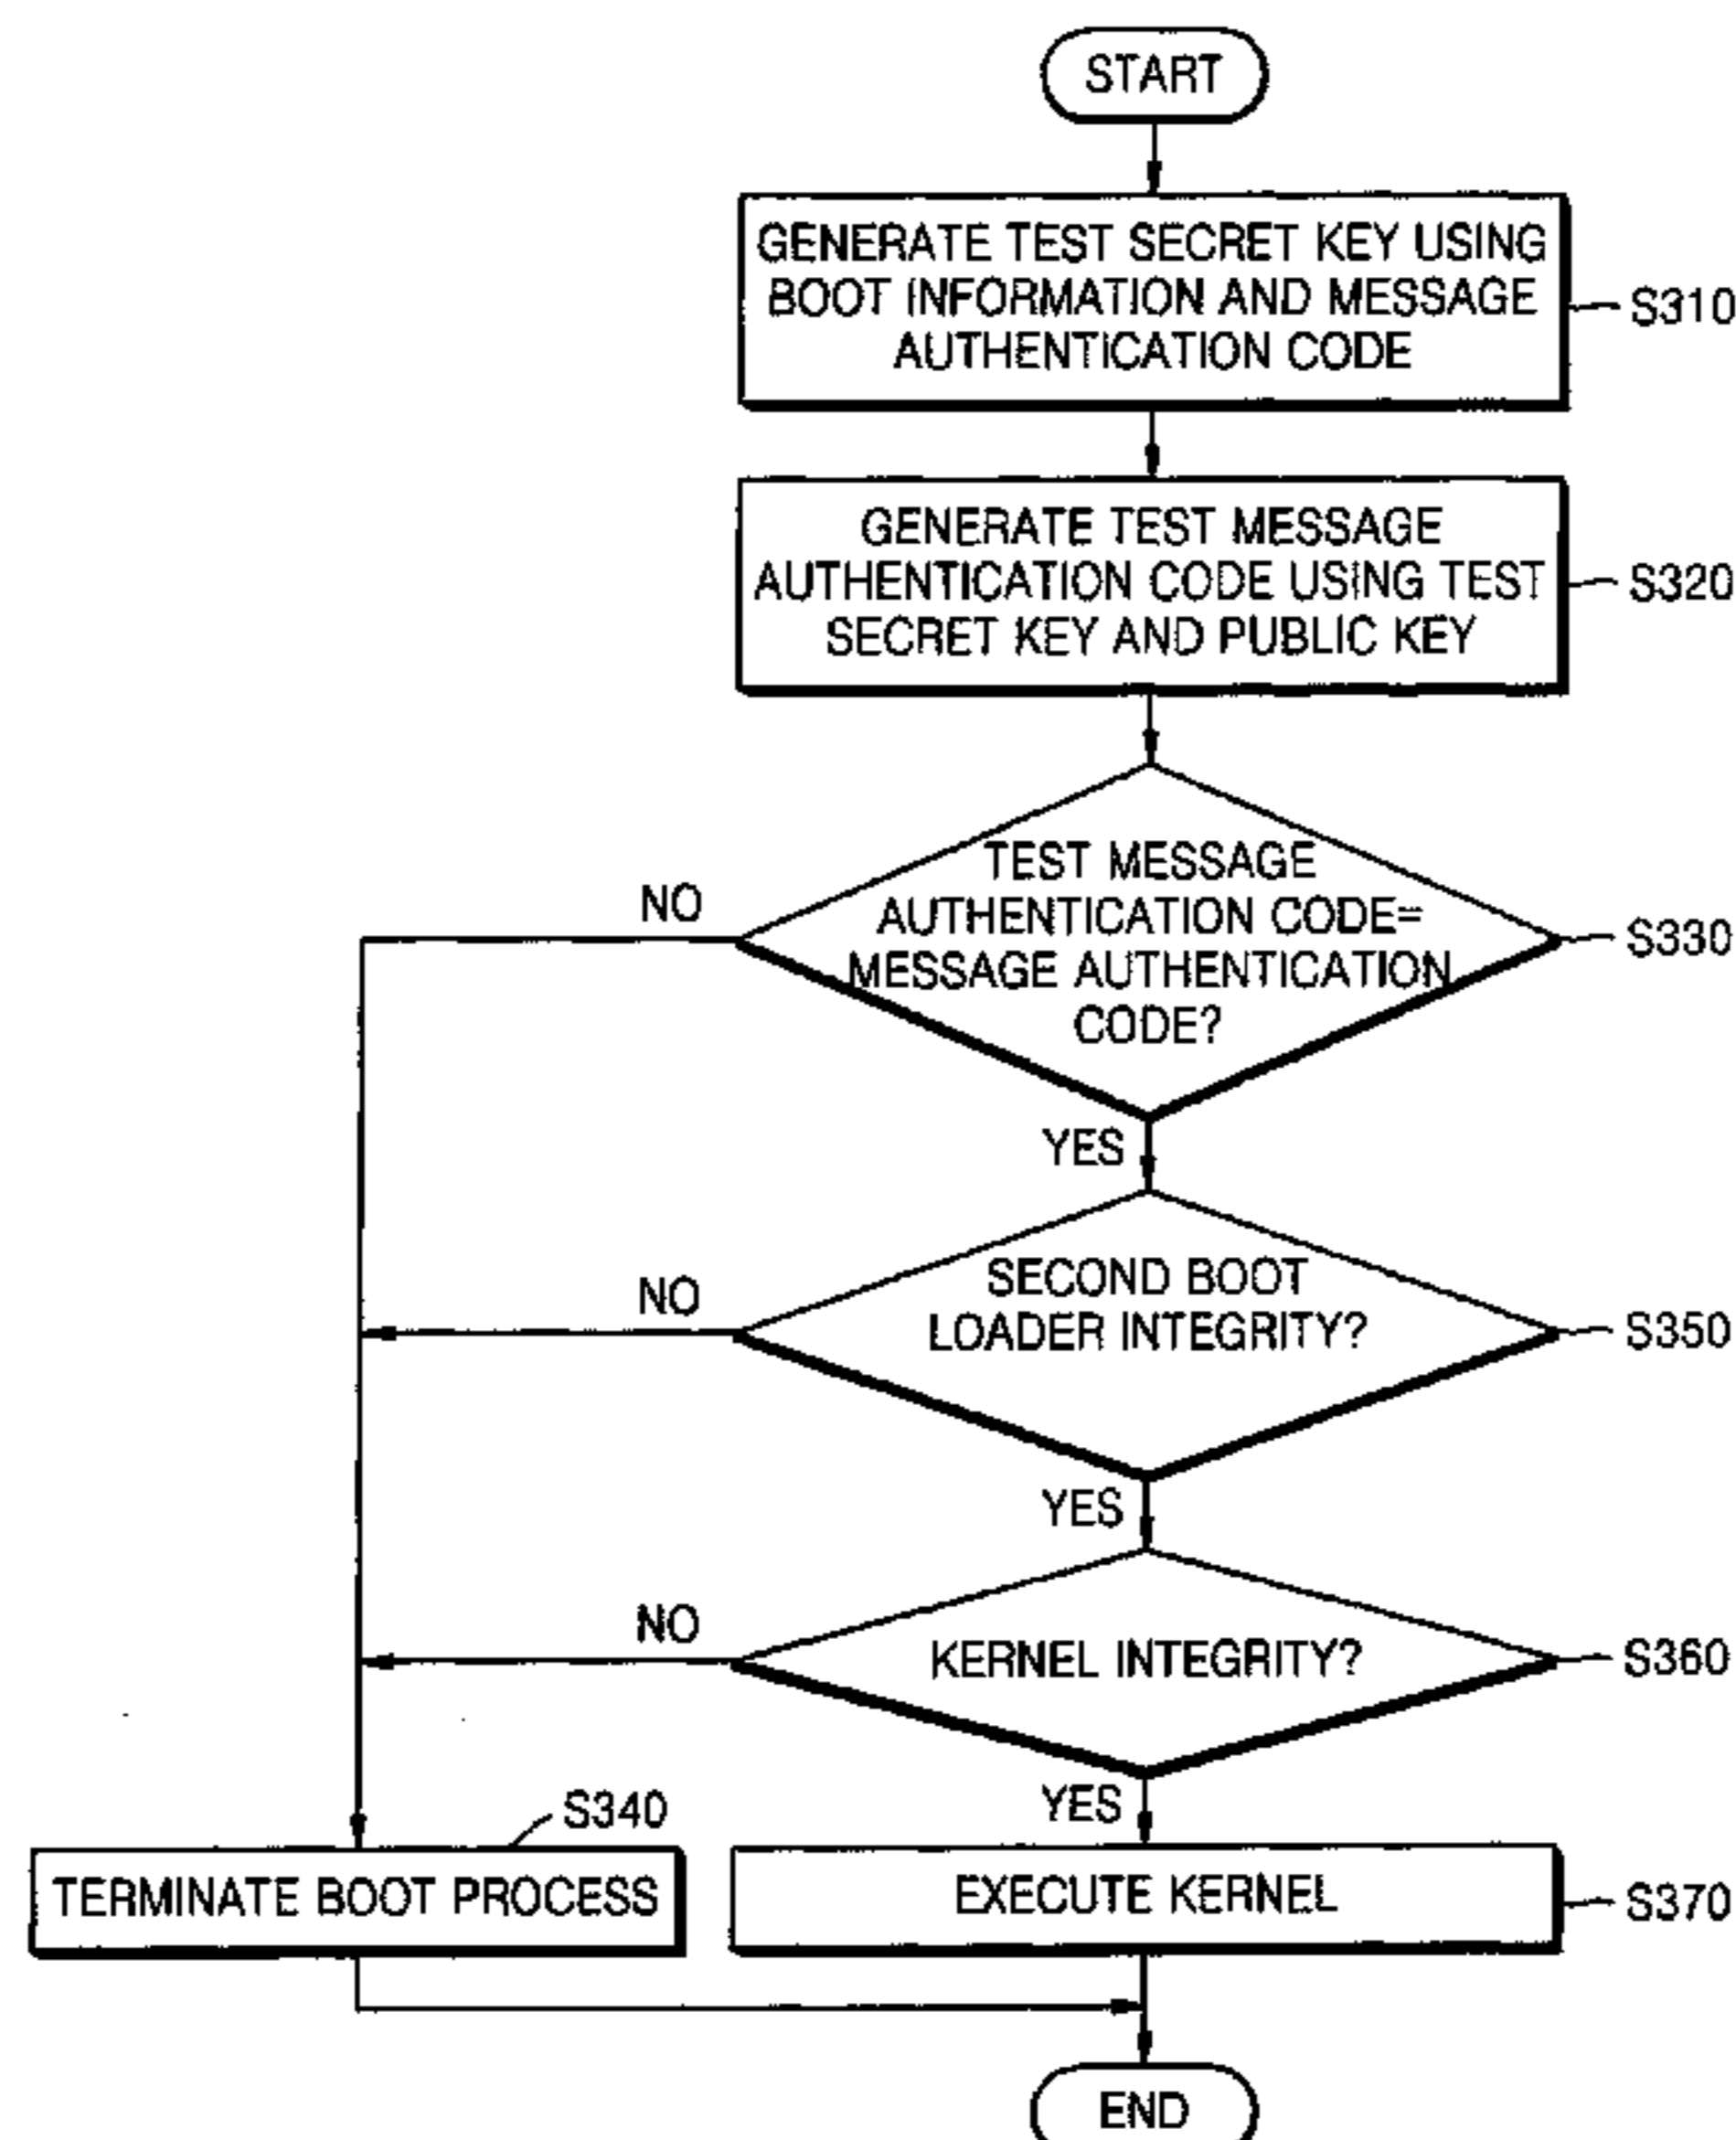 START
GENERATE TEST SECRET KEY USING
BOOT INFORMATION AND MESSAGE
AUTHENTICATION CODE
S310
GENERATE TEST MESSAGE
AUTHENTICATION CODE USING TEST
SECRET KEY AND PUBLIC KEY
S320
TEST MESSAGE
AUTHENTICATION CODE=
MESSAGE AUTHENTICATION
CODE?
S330
NO
YES
SECOND BOOT
LOADER INTEGRITY?
S350
NO
YES
KERNEL INTEGRITY?
S360
NO
YES
S340
TERMINATE BOOT PROCESS
EXECUTE KERNEL
S370
END